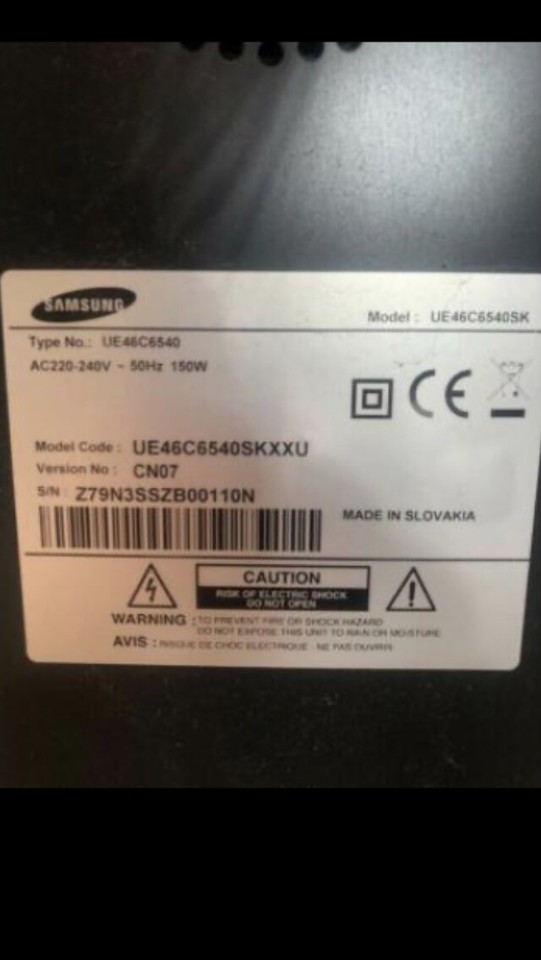 SAMSUNG
Model : UE46C6540SK
Type No.: UE46C6540
AC220-240V ~ 50Hz 150W
Model Code : UE46C6540SKXXU
Version No : CN07
S/N : Z79N3SSZB00110N
MADE IN SLOVAKIA
CAUTION
RISK OF ELECTRIC SHOCK
DO NOT OPEN
WARNING : TO PREVENT FIRE OR SHOCK HAZARD
DO NOT EXPOSE THIS UNIT TO RAIN OR MOISTURE
AVIS : RISQUE DE CHOC ELECTRIQUE - NE PAS OUVRIR